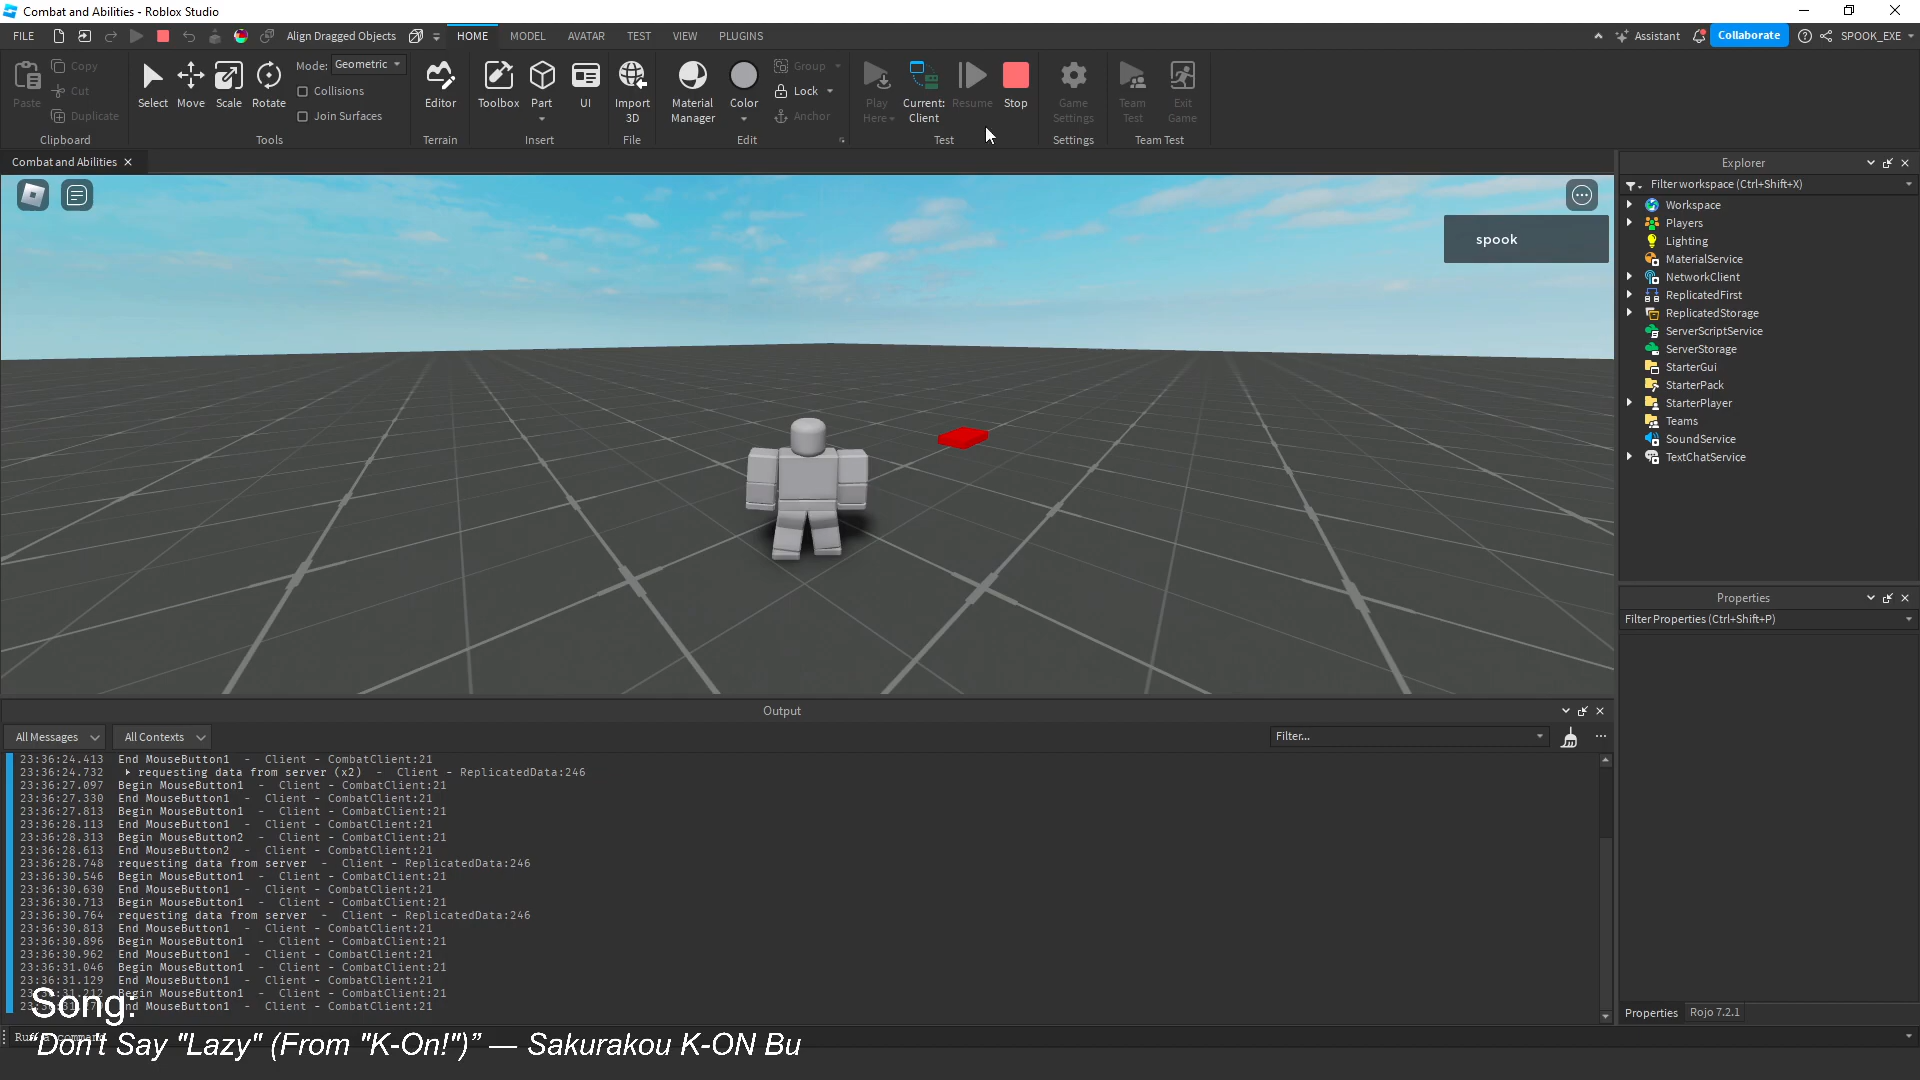 Combat and Abilities - Roblox Studio
FILE
Align Dragged Objects
HOME
MODEL
AVATAR
TEST
VIEW
PLUGINS
Assistant
Collaborate
SPOOK_EXE
Paste
Copy
Cut
Duplicate
Clipboard
Select
Move
Scale
Rotate
Mode: Geometric
Collisions
Join Surfaces
Tools
Editor
Terrain
Toolbox
Part
UI
Insert
Import 3D
File
Material Manager
Color
Group
Lock
Anchor
Edit
Play Here
Current: Client
Resume
Stop
Test
Game Settings
Settings
Team Test
Exit Game
Team Test
Combat and Abilities
spook
Explorer
Filter workspace (Ctrl+Shift+X)
Workspace
Players
Lighting
MaterialService
NetworkClient
ReplicatedFirst
ReplicatedStorage
ServerScriptService
ServerStorage
StarterGui
StarterPack
StarterPlayer
Teams
SoundService
TextChatService
Properties
Filter Properties (Ctrl+Shift+P)
Properties
Rojo 7.2.1
Output
All Messages
All Contexts
Filter...
23:36:24.413 End MouseButton1 - Client - CombatClient:21
23:36:24.732 requesting data from server (x2) - Client - ReplicatedData:246
23:36:27.097 Begin MouseButton1 - Client - CombatClient:21
23:36:27.330 End MouseButton1 - Client - CombatClient:21
23:36:27.813 Begin MouseButton1 - Client - CombatClient:21
23:36:28.113 End MouseButton1 - Client - CombatClient:21
23:36:28.313 Begin MouseButton2 - Client - CombatClient:21
23:36:28.613 End MouseButton2 - Client - CombatClient:21
23:36:28.748 requesting data from server - Client - ReplicatedData:246
23:36:30.546 Begin MouseButton1 - Client - CombatClient:21
23:36:30.630 End MouseButton1 - Client - CombatClient:21
23:36:30.713 Begin MouseButton1 - Client - CombatClient:21
23:36:30.764 requesting data from server - Client - ReplicatedData:246
23:36:30.813 End MouseButton1 - Client - CombatClient:21
23:36:30.896 Begin MouseButton1 - Client - CombatClient:21
23:36:30.962 End MouseButton1 - Client - CombatClient:21
23:36:31.046 Begin MouseButton1 - Client - CombatClient:21
23:36:31.129 End MouseButton1 - Client - CombatClient:21
Begin MouseButton1 - Client - CombatClient:21
MouseButton1 - Client - CombatClient:21
Song:
“Don't Say "Lazy" (From "K-On!")” — Sakurakou K-ON Bu